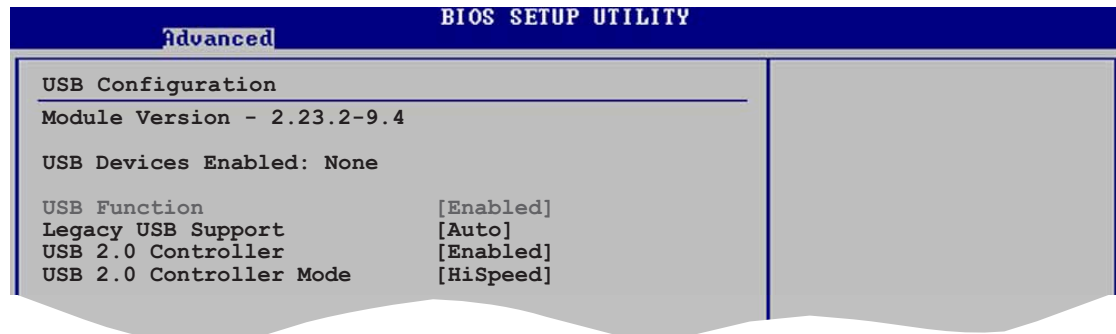 BIOS SETUP UTILITY
Advanced
USB Configuration
Module Version - 2.23.2-9.4
USB Devices Enabled: None
USB Function [Enabled]
Legacy USB Support [Auto]
USB 2.0 Controller [Enabled]
USB 2.0 Controller Mode [HiSpeed]